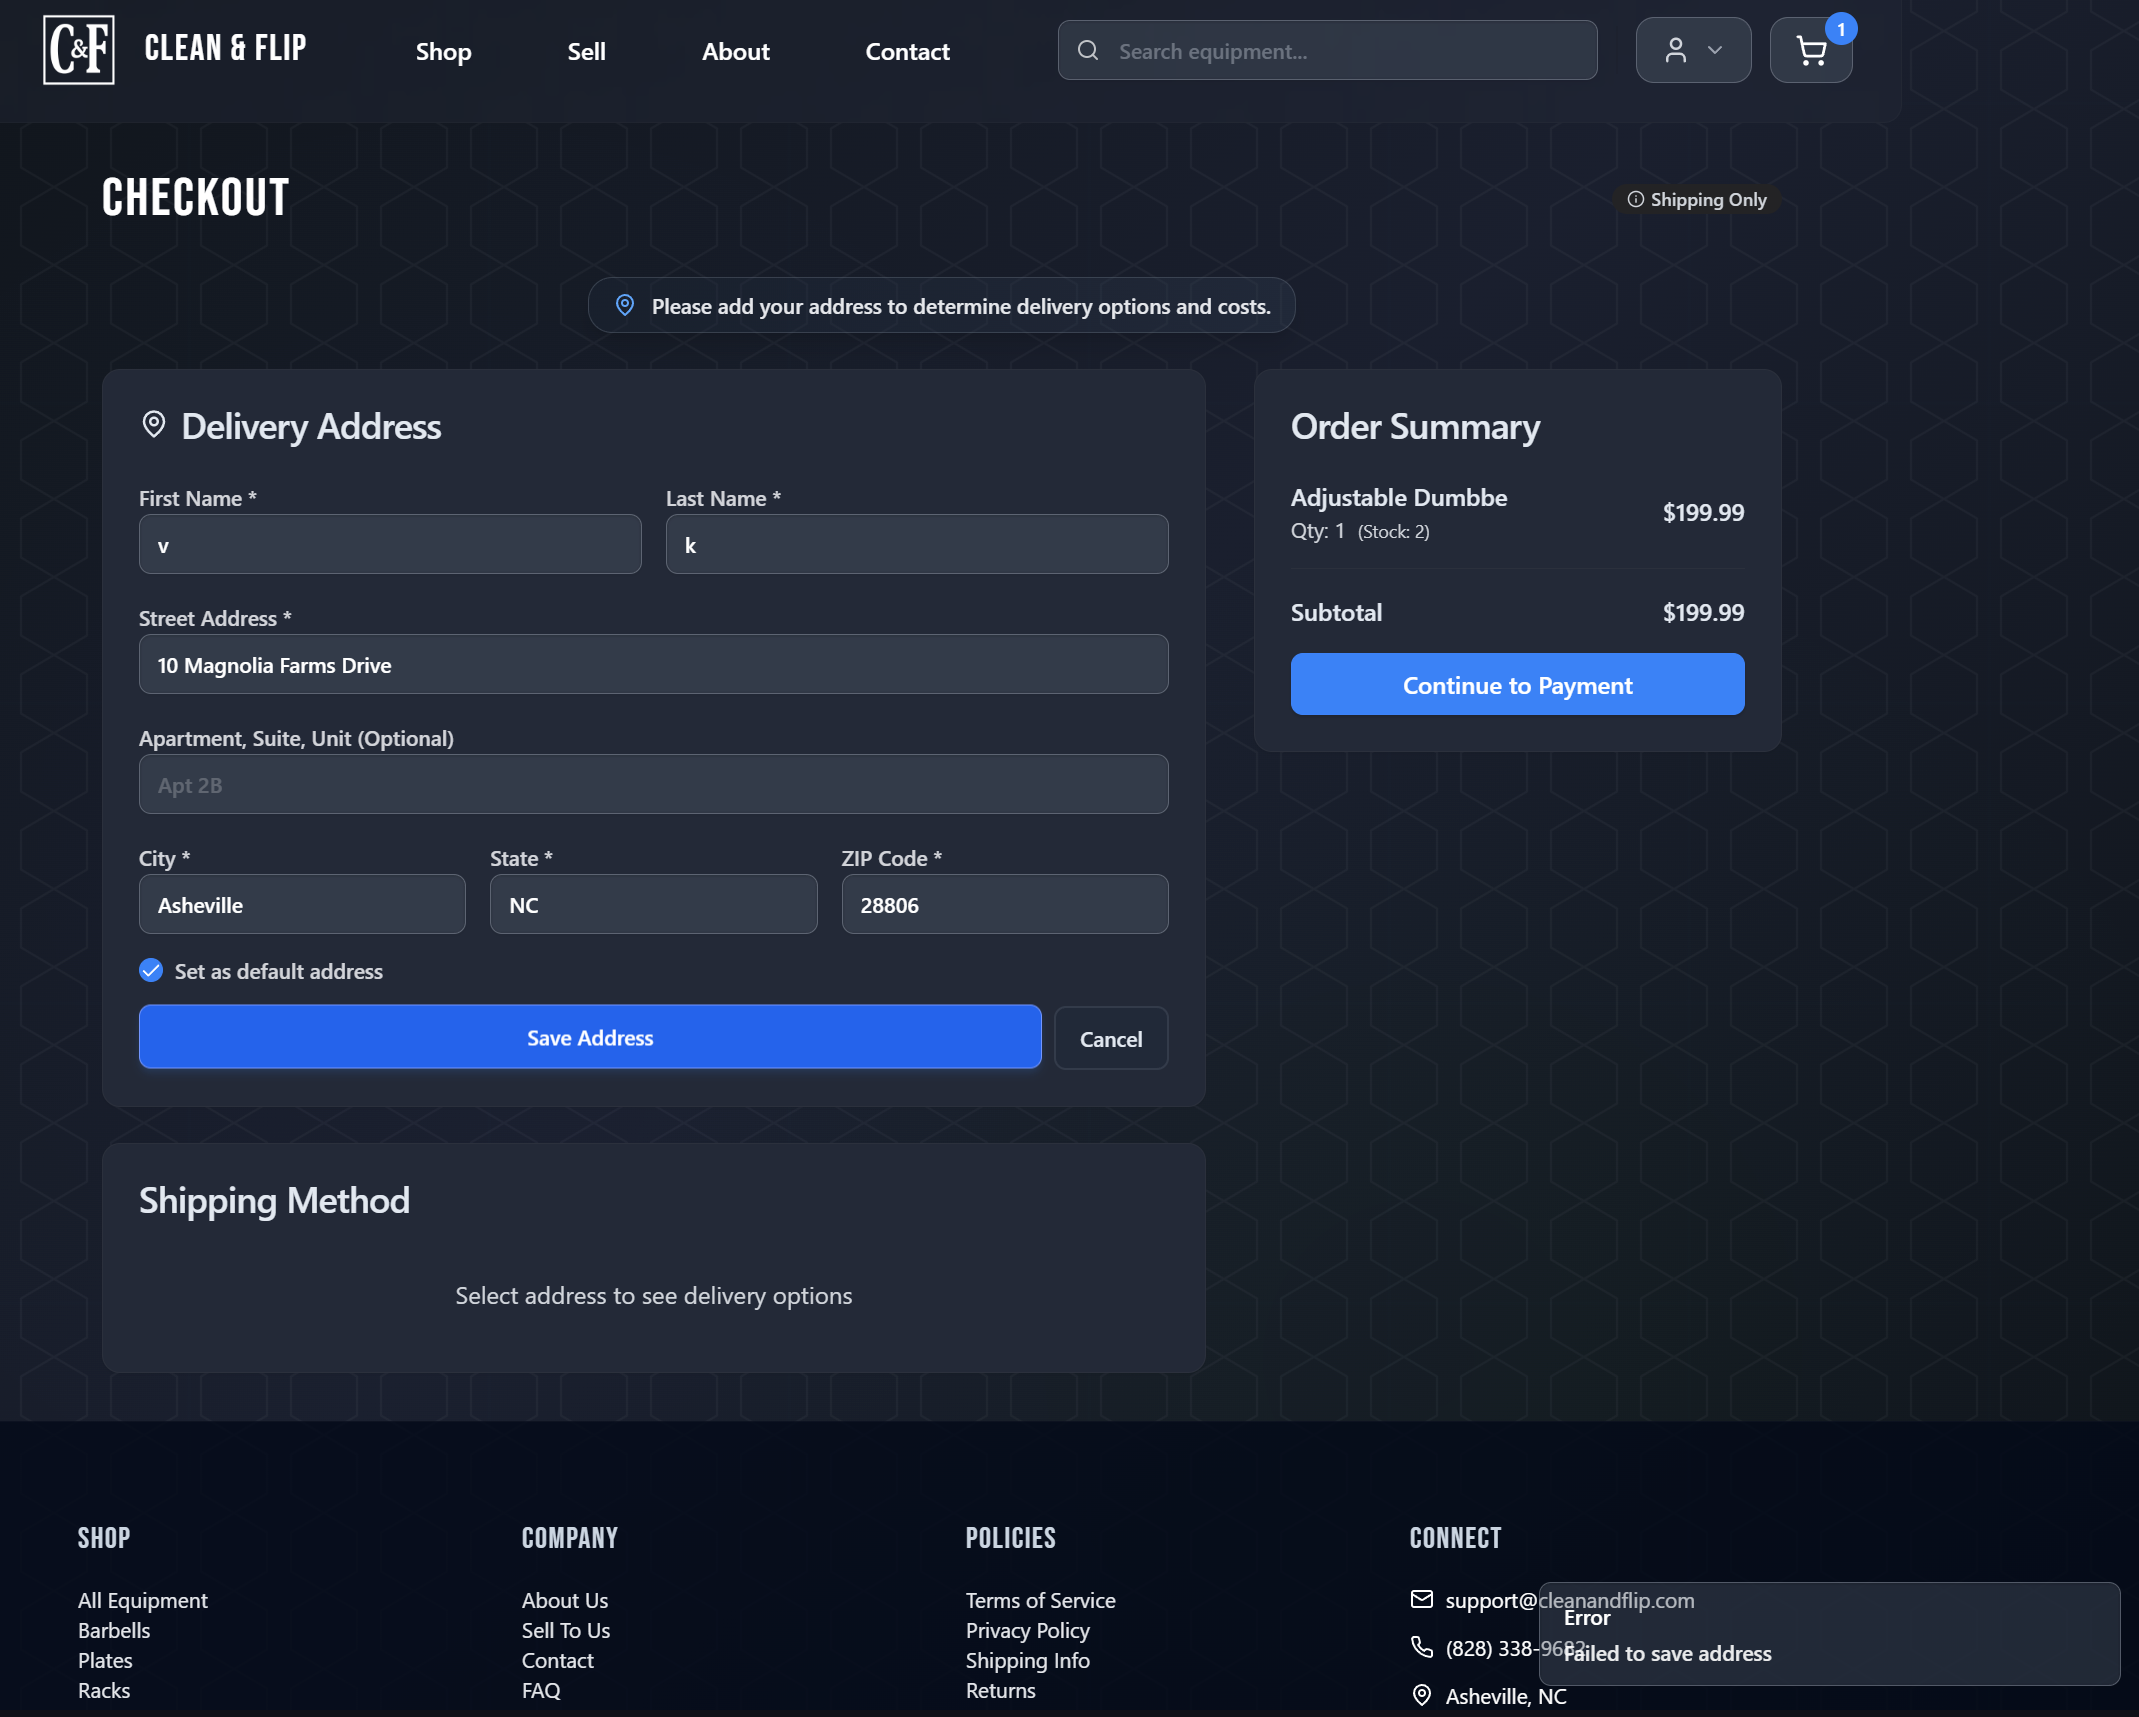 C&F CLEAN & FLIP
Shop
Sell
About
Contact
Search equipment...
1
CHECKOUT
Shipping Only
Please add your address to determine delivery options and costs.
Delivery Address
First Name *
v
Last Name *
k
Street Address *
10 Magnolia Farms Drive
Apartment, Suite, Unit (Optional)
Apt 2B
City *
Asheville
State *
NC
ZIP Code *
28806
Set as default address
Save Address
Cancel
Order Summary
Adjustable Dumbbe
$199.99
Qty: 1 (Stock: 2)
Subtotal
$199.99
Continue to Payment
Shipping Method
Select address to see delivery options
SHOP
All Equipment
Barbells
Plates
Racks
COMPANY
About Us
Sell To Us
Contact
FAQ
POLICIES
Terms of Service
Privacy Policy
Shipping Info
Returns
CONNECT
support@cleanandflip.com
(828) 338-9682
Asheville, NC
Error
Failed to save address